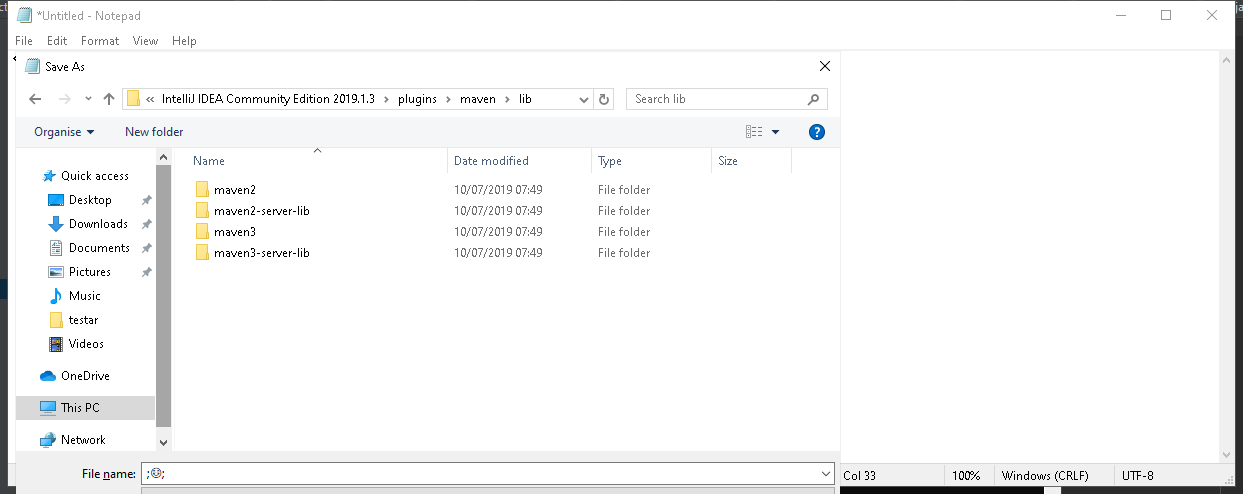 *Untitled - Notepad
File Edit Format View Help
Save As
« IntelliJ IDEA Community Edition 2019.1.3 > plugins > maven > lib
Search lib
Organise New folder
Name Date modified Type Size
Quick access
Desktop
Downloads
Documents
Pictures
Music
testar
Videos
OneDrive
This PC
Network
maven2 10/07/2019 07:49 File folder
maven2-server-lib 10/07/2019 07:49 File folder
maven3 10/07/2019 07:49 File folder
maven3-server-lib 10/07/2019 07:49 File folder
File name: ;☺;
Col 33 100% Windows (CRLF) UTF-8